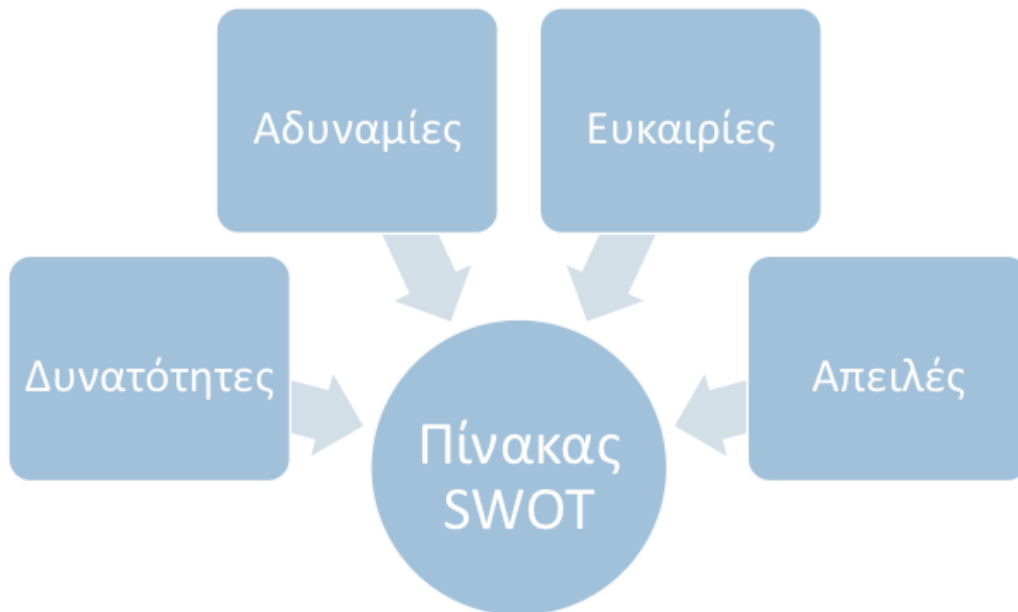 Αδυναμίες
Ευκαιρίες
Δυνατότητες
Απειλές
Πίνακας
SWOT